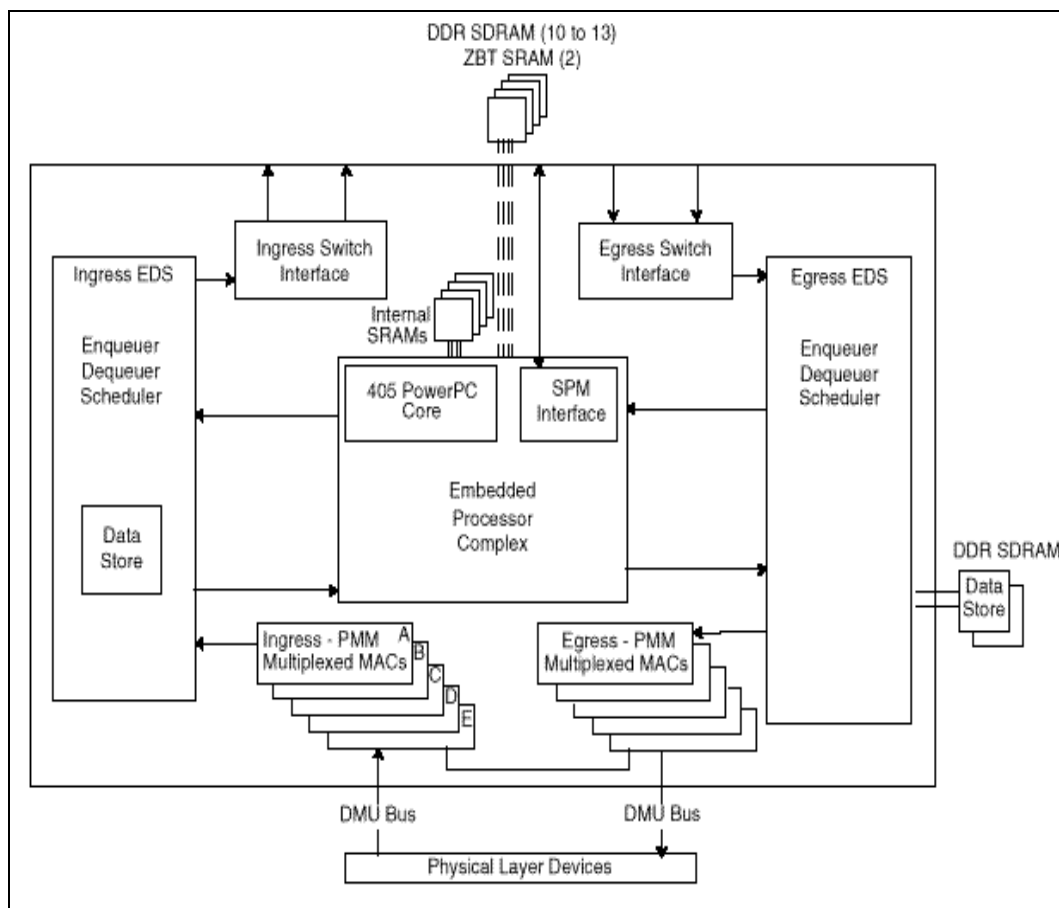 DDR SDRAM (10 to 13)
ZBT SRAM (2)
Ingress Switch
Interface
Egress Switch
Interface
Ingress EDS
Enqueuer
Dequeuer
Scheduler
Data
Store
Internal
SRAMs
405 PowerPC
Core
SPM
Interface
Embedded
Processor
Complex
Egress EDS
Enqueuer
Dequeuer
Scheduler
DDR SDRAM
Data
Store
Ingress - PMM
Multiplexed MACs
A
B
C
D
E
Egress - PMM
Multiplexed MACs
DMU Bus
DMU Bus
Physical Layer Devices